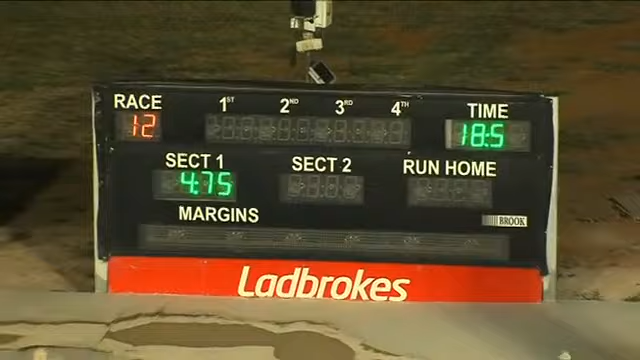 RACE 1ST 2ND 3RD 4TH TIME
12 18:5
SECT 1 SECT 2 RUN HOME
4.75
MARGINS BROOK
Ladbrokes